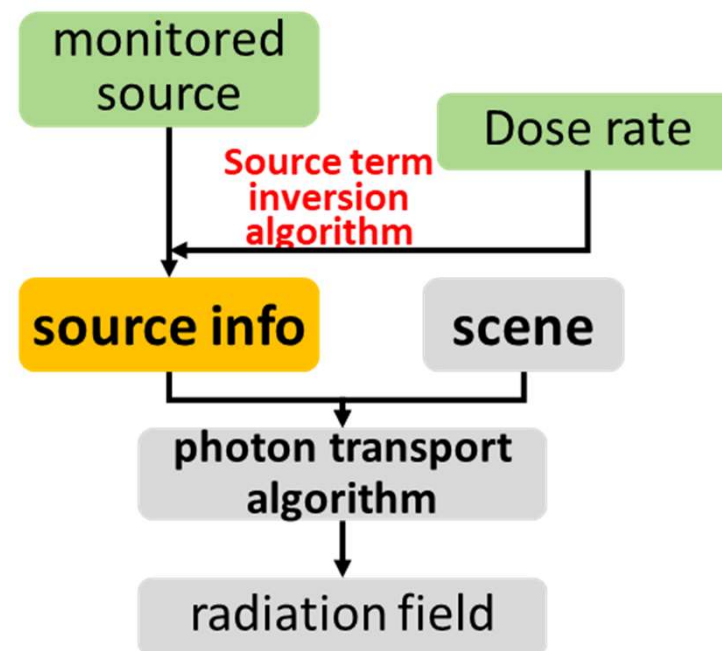 monitored
source
Dose rate
Source term
inversion
algorithm
source info
scene
photon transport
algorithm
radiation field